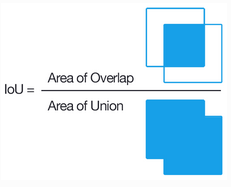 Area of Overlap
IoU =
Area of Union